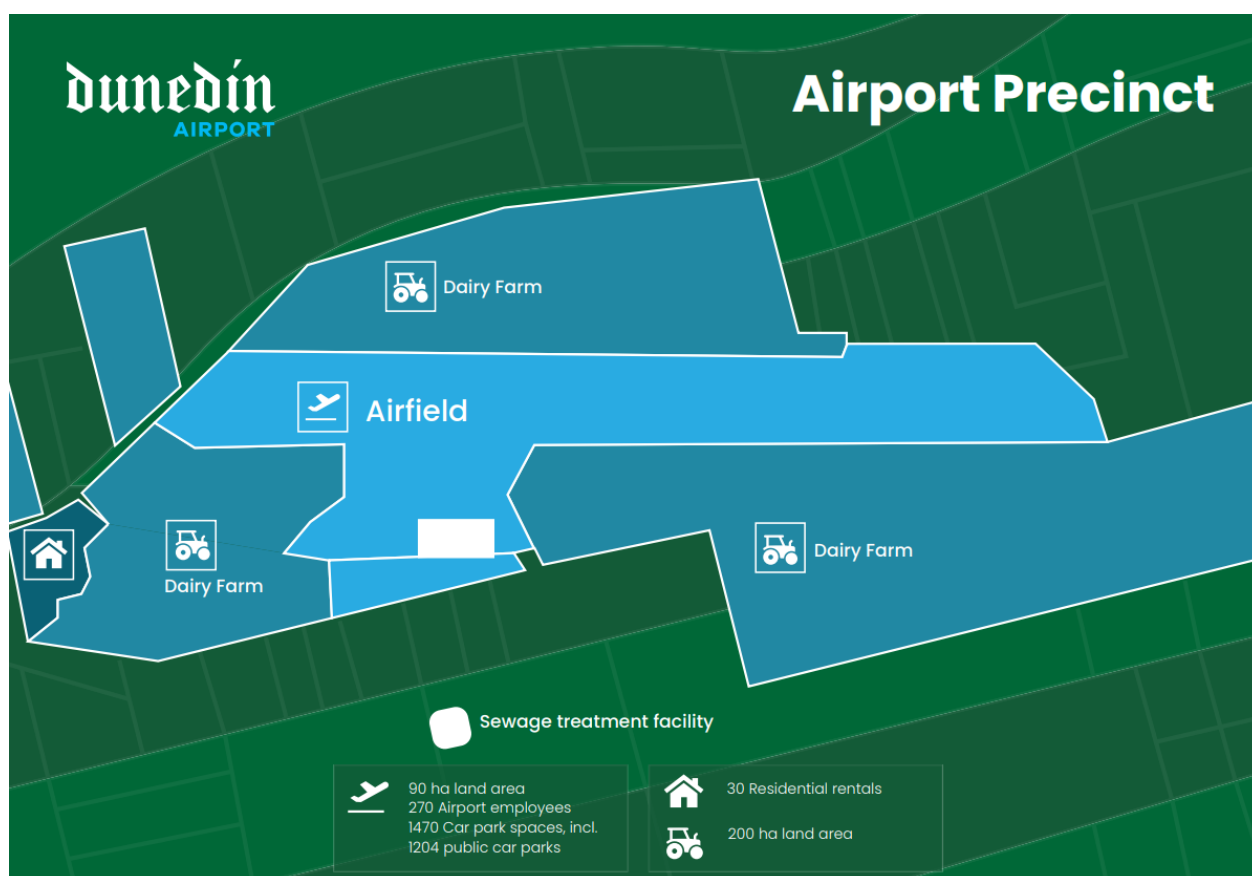 dunedin
AIRPORT
Airport Precinct
Dairy Farm
Airfield
Dairy Farm
Dairy Farm
Sewage treatment facility
90 ha land area
270 Airport employees
1470 Car park spaces, incl.
1204 public car parks
30 Residential rentals
200 ha land area